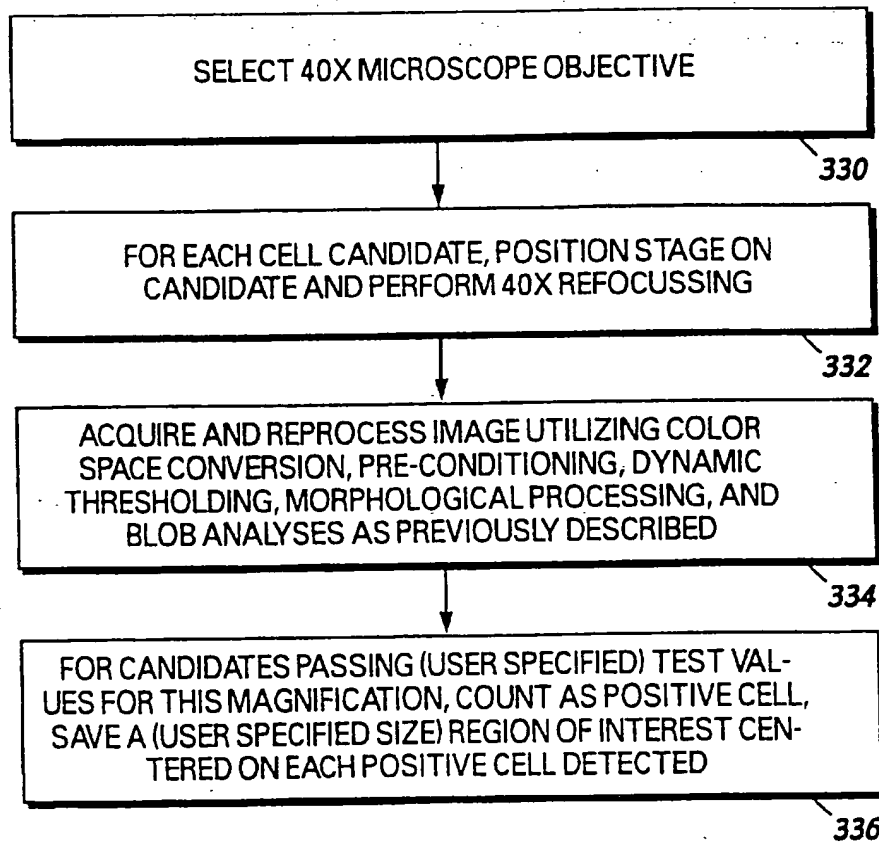 SELECT 40X MICROSCOPE OBJECTIVE
330
FOR EACH CELL CANDIDATE, POSITION STAGE ON
CANDIDATE AND PERFORM 40X REFOCUSSING
332
ACQUIRE AND REPROCESS IMAGE UTILIZING COLOR
SPACE CONVERSION, PRE-CONDITIONING, DYNAMIC
THRESHOLDING, MORPHOLOGICAL PROCESSING, AND
BLOB ANALYSES AS PREVIOUSLY DESCRIBED
334
FOR CANDIDATES PASSING (USER SPECIFIED) TEST VAL-
UES FOR THIS MAGNIFICATION, COUNT AS POSITIVE CELL,
SAVE A (USER SPECIFIED SIZE) REGION OF INTEREST CEN-
TERED ON EACH POSITIVE CELL DETECTED
336